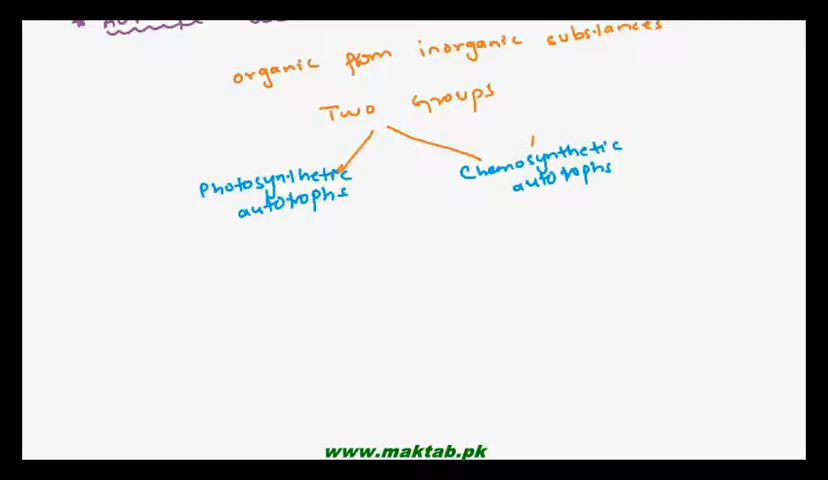 organic from inorganic substances
Two Groups
Photosynthetic
autotrophs
Chemosynthetic
autotrophs
www.maktab.pk